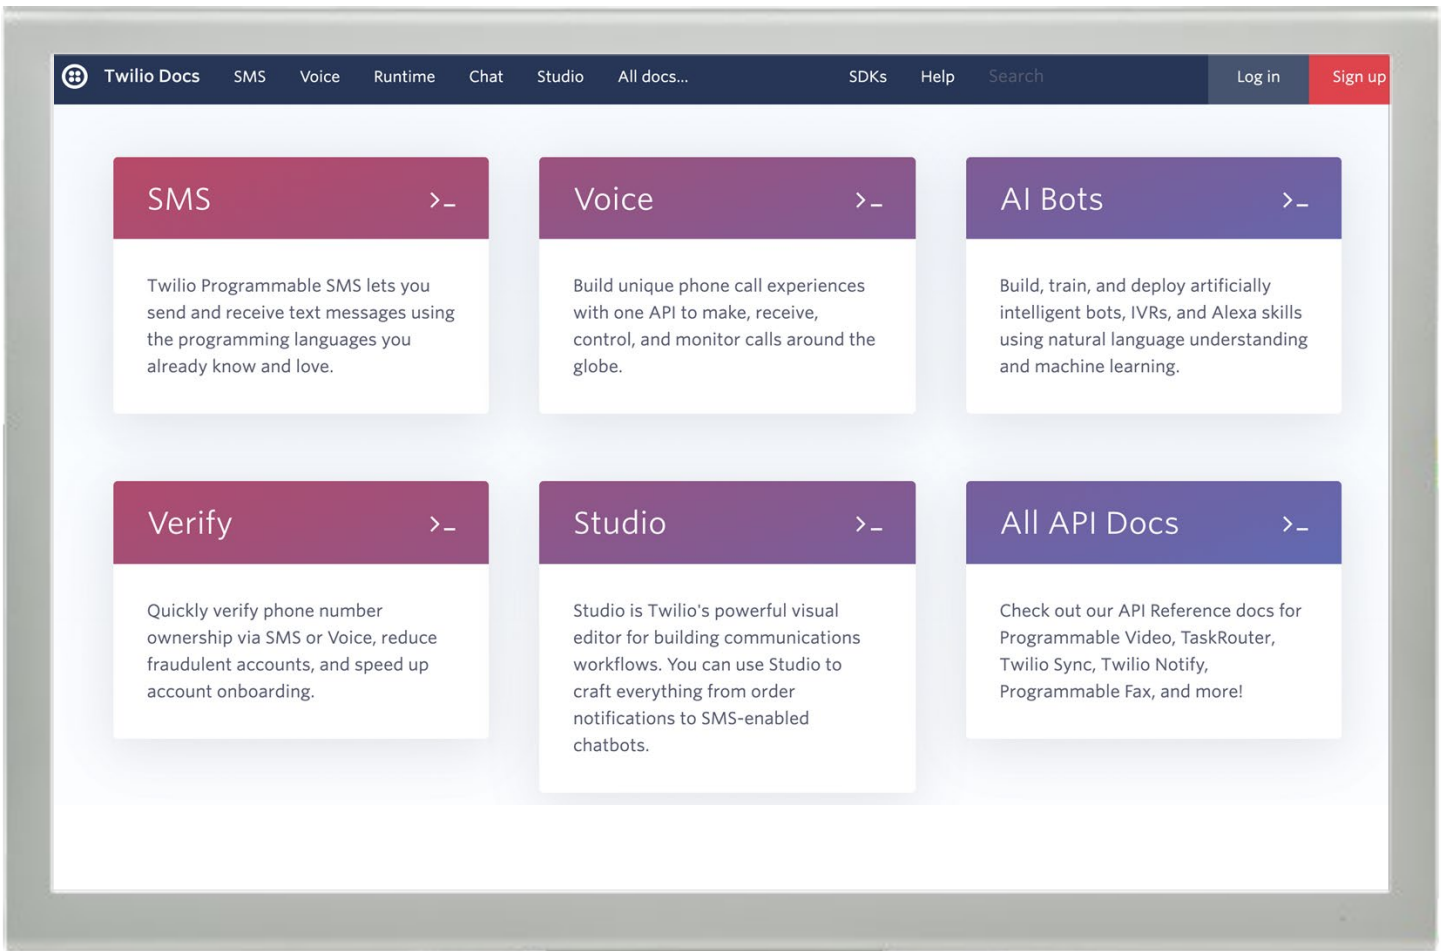 Twilio Docs SMS Voice Runtime Chat Studio All docs... SDKs Help Search Log in Sign up
SMS >_
Twilio Programmable SMS lets you
send and receive text messages using
the programming languages you
already know and love.
Voice >_
Build unique phone call experiences
with one API to make, receive,
control, and monitor calls around the
globe.
AI Bots >_
Build, train, and deploy artificially
intelligent bots, IVRs, and Alexa skills
using natural language understanding
and machine learning.
Verify >_
Quickly verify phone number
ownership via SMS or Voice, reduce
fraudulent accounts, and speed up
account onboarding.
Studio >_
Studio is Twilio's powerful visual
editor for building communications
workflows. You can use Studio to
craft everything from order
notifications to SMS-enabled
chatbots.
All API Docs >_
Check out our API Reference docs for
Programmable Video, TaskRouter,
Twilio Sync, Twilio Notify,
Programmable Fax, and more!